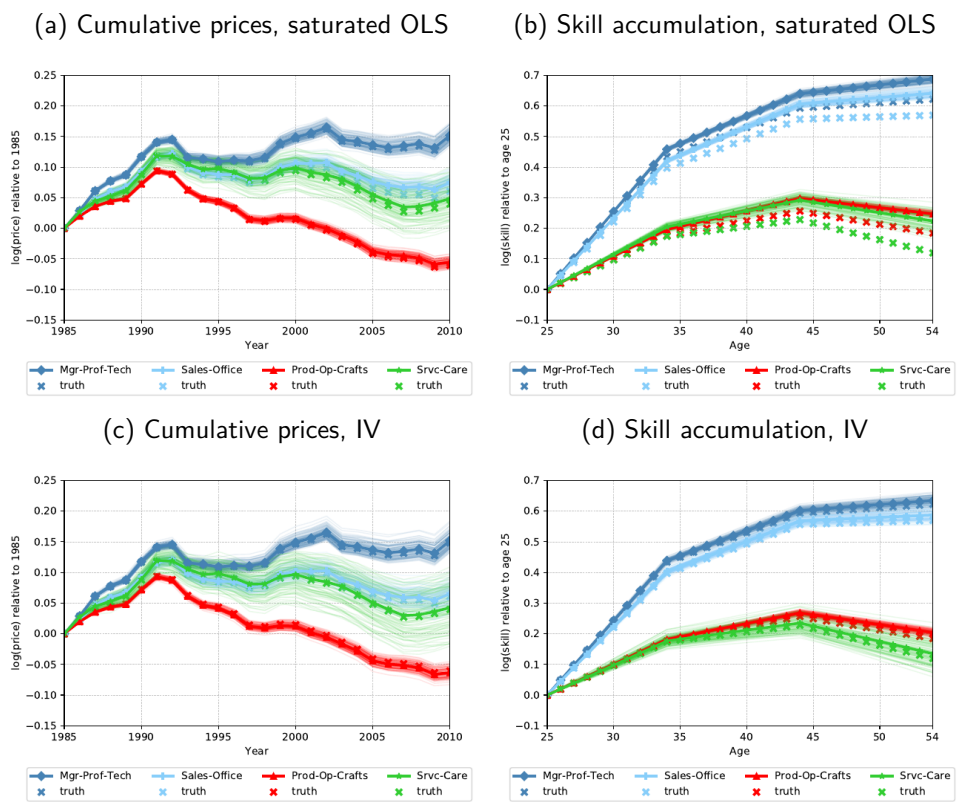 (a) Cumulative prices, saturated OLS
(b) Skill accumulation, saturated OLS
log(price) relative to 1985
0.25
0.20
0.15
0.10
0.05
0.00
−0.05
−0.10
−0.15
1985 1990 1995 2000 2005 2010
Year
Mgr-Prof-Tech Sales-Office Prod-Op-Crafts Srvc-Care
truth truth truth truth
log(skill) relative to age 25
0.7
0.6
0.5
0.4
0.3
0.2
0.1
0.0
−0.1
25 30 35 40 45 50 54
Age
Mgr-Prof-Tech Sales-Office Prod-Op-Crafts Srvc-Care
truth truth truth truth
(c) Cumulative prices, IV
(d) Skill accumulation, IV
log(price) relative to 1985
0.25
0.20
0.15
0.10
0.05
0.00
−0.05
−0.10
−0.15
1985 1990 1995 2000 2005 2010
Year
Mgr-Prof-Tech Sales-Office Prod-Op-Crafts Srvc-Care
truth truth truth truth
log(skill) relative to age 25
0.7
0.6
0.5
0.4
0.3
0.2
0.1
0.0
−0.1
25 30 35 40 45 50 54
Age
Mgr-Prof-Tech Sales-Office Prod-Op-Crafts Srvc-Care
truth truth truth truth